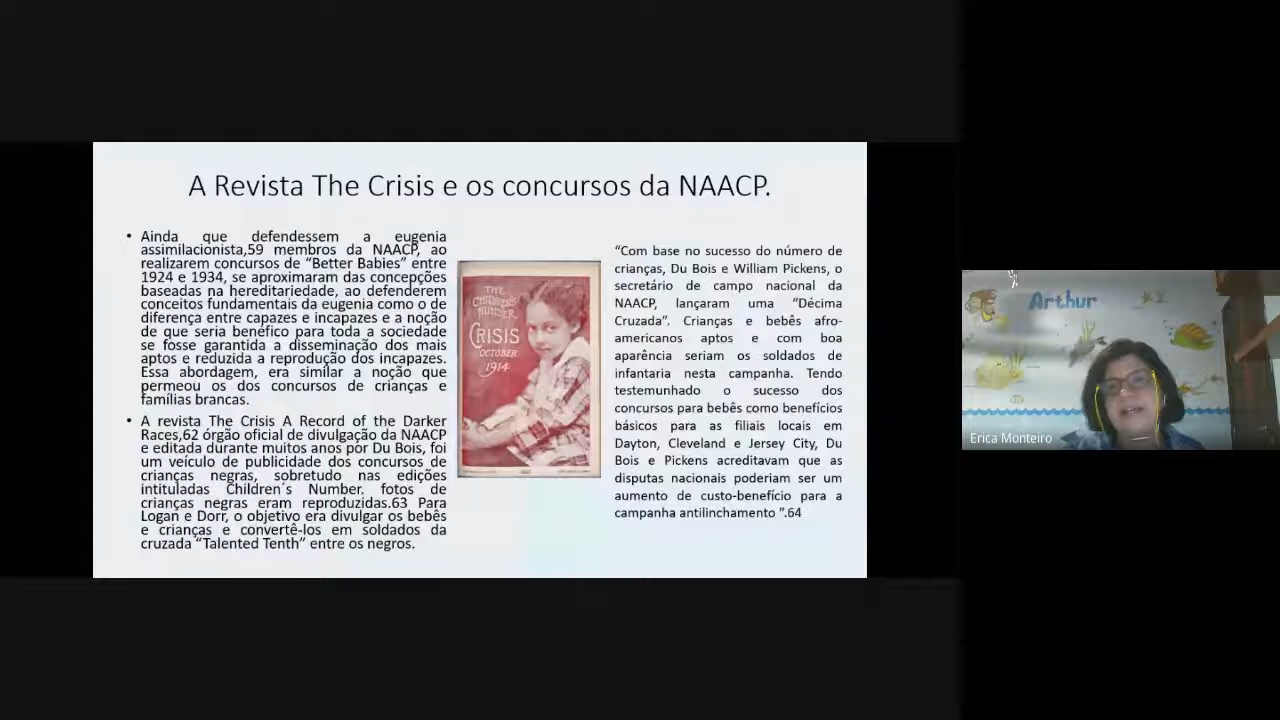 A Revista The Crisis e os concursos da NAACP.
• Ainda que defendessem a eugenia
assimilacionista,59 membros da NAACP, ao
realizarem concursos de “Better Babies” entre
1924 e 1934, se aproximaram das concepções
baseadas na hereditariedade, ao defenderem
conceitos fundamentais da eugenia como o de
diferença entre capazes e incapazes e a noção
de que seria benéfico para toda a sociedade
se fosse garantida a disseminação dos mais
aptos e reduzida a reprodução dos incapazes.
Essa abordagem, era similar a noção que
permeou os dos concursos de crianças e
famílias brancas.
• A revista The Crisis A Record of the Darker
Races,62 órgão oficial de divulgação da NAACP
e editada durante muitos anos por Du Bois, foi
um veículo de publicidade dos concursos de
crianças negras, sobretudo nas edições
intituladas Children´s Number. fotos de
crianças negras eram reproduzidas.63 Para
Logan e Dorr, o objetivo era divulgar os bebês
e crianças e convertê-los em soldados da
cruzada “Talented Tenth” entre os negros.
THE
CHILDREN'S
NUMBER
CRISIS
OCTOBER
1914
“Com base no sucesso do número de
crianças, Du Bois e William Pickens, o
secretário de campo nacional da
NAACP, lançaram uma “Décima
Cruzada”. Crianças e bebês afro-
americanos aptos e com boa
aparência seriam os soldados de
infantaria nesta campanha. Tendo
testemunhado o sucesso dos
concursos para bebês como benefícios
básicos para as filiais locais em
Dayton, Cleveland e Jersey City, Du
Bois e Pickens acreditavam que as
disputas nacionais poderiam ser um
aumento de custo-benefício para a
campanha antilinchamento ”.64
Arthur
Erica Monteiro